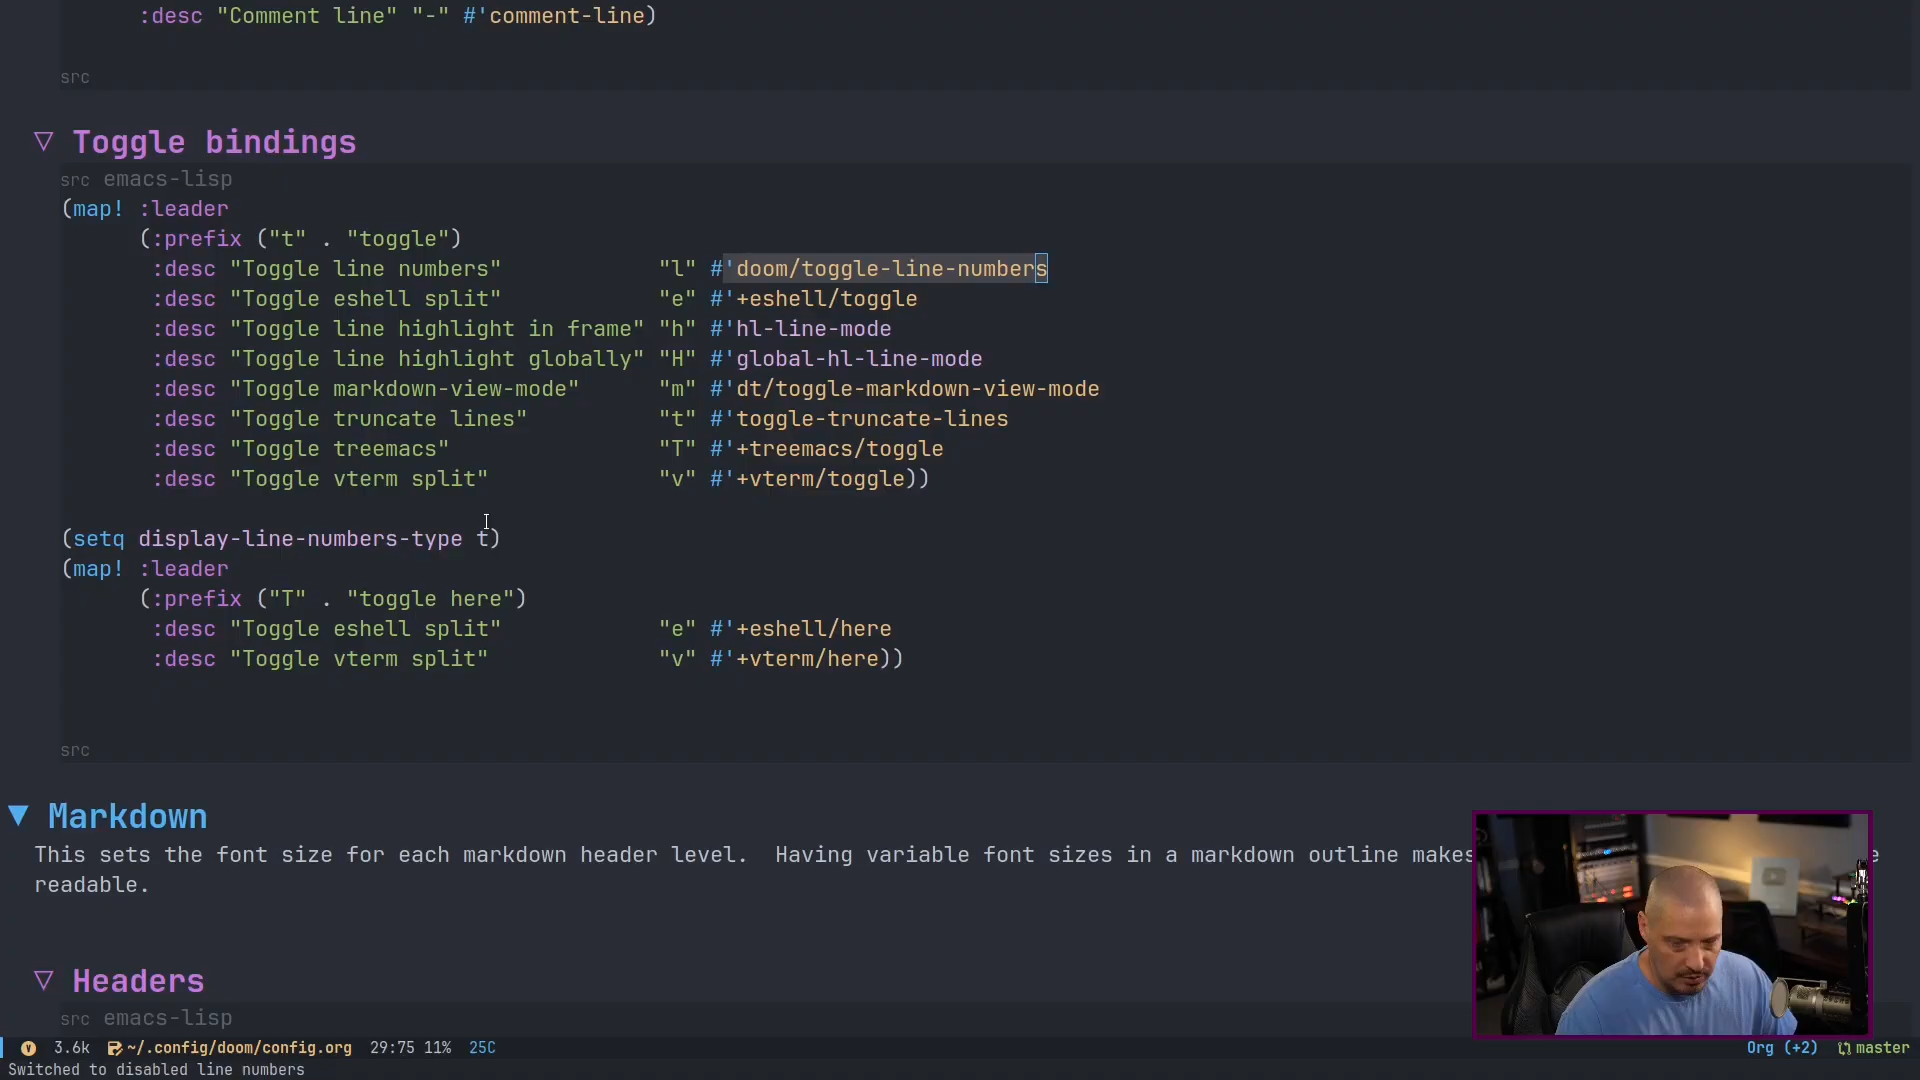 :desc "Comment line" "-" #'comment-line)
src
▽ Toggle bindings
src emacs-lisp
(map! :leader
(:prefix ("t" . "toggle")
:desc "Toggle line numbers" "l" #'doom/toggle-line-numbers
:desc "Toggle eshell split" "e" #'+eshell/toggle
:desc "Toggle line highlight in frame" "h" #'hl-line-mode
:desc "Toggle line highlight globally" "H" #'global-hl-line-mode
:desc "Toggle markdown-view-mode" "m" #'dt/toggle-markdown-view-mode
:desc "Toggle truncate lines" "t" #'toggle-truncate-lines
:desc "Toggle treemacs" "T" #'+treemacs/toggle
:desc "Toggle vterm split" "v" #'+vterm/toggle))
(setq display-line-numbers-type t)
(map! :leader
(:prefix ("T" . "toggle here")
:desc "Toggle eshell split" "e" #'+eshell/here
:desc "Toggle vterm split" "v" #'+vterm/here))
src
▼ Markdown
This sets the font size for each markdown header level.  Having variable font sizes in a markdown outline makes
readable.
▽ Headers
src emacs-lisp
3.6k ~/.config/doom/config.org 29:75 11% 25C Org (+2) master
Switched to disabled line numbers